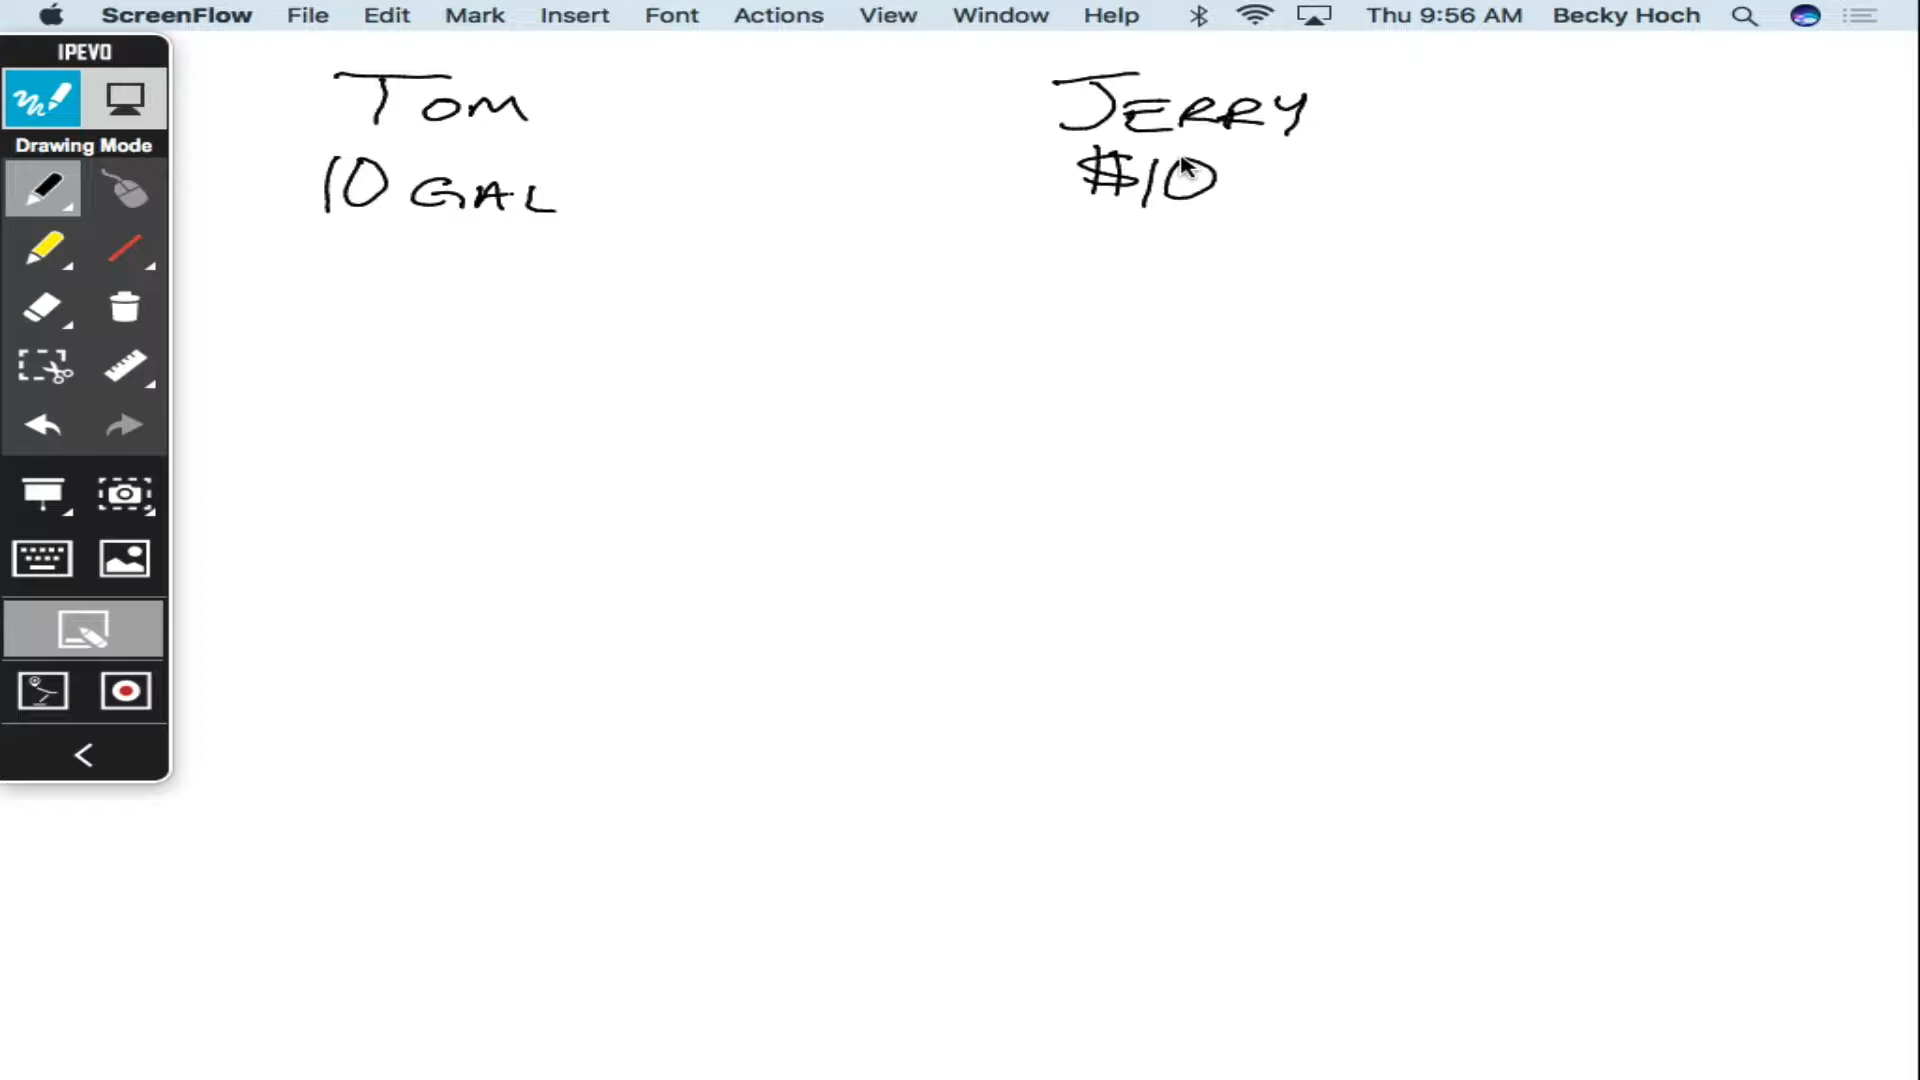 ScreenFlow File Edit Mark Insert Font Actions View Window Help Thu 9:56 AM Becky Hoch
IPEVO
Drawing Mode
TOM JERRY
10 GAL $10